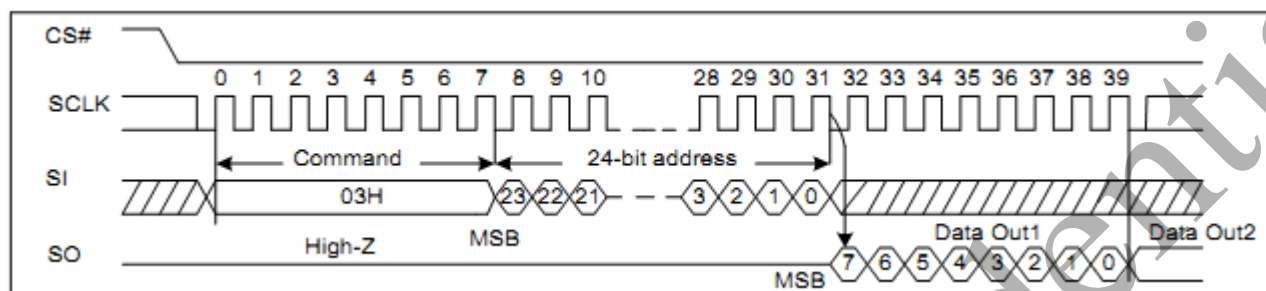 CS#
0 1 2 3 4 5 6 7 8 9 10 28 29 30 31 32 33 34 35 36 37 38 39
SCLK
Command 24-bit address
SI
03H 23 22 21 3 2 1 0
High-Z MSB Data Out1 Data Out2
SO
7 6 5 4 3 2 1 0
MSB